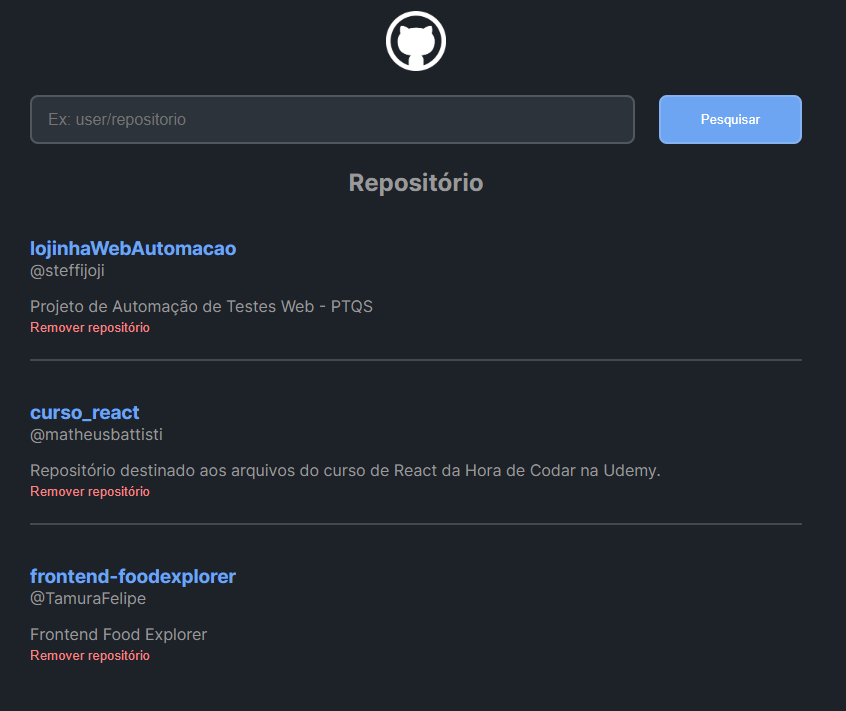 Ex: user/repositorio
Pesquisar
Repositório
lojinhaWebAutomacao
@steffijoji
Projeto de Automação de Testes Web - PTQS
Remover repositório
curso_react
@matheusbattisti
Repositório destinado aos arquivos do curso de React da Hora de Codar na Udemy.
Remover repositório
frontend-foodexplorer
@TamuraFelipe
Frontend Food Explorer
Remover repositório